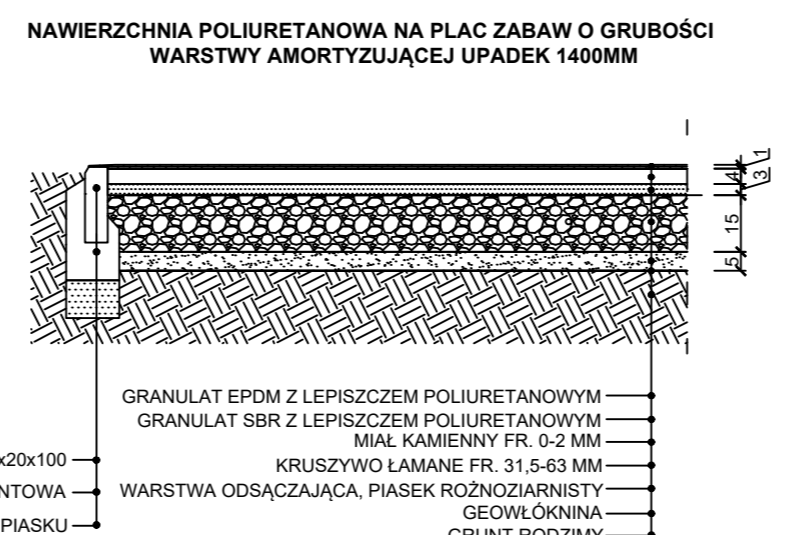 NAWIERZCHNIA POLIURETANOWA NA PLAC ZABAW O GRUBOŚCI
WARSTWY AMORTYZUJĄCEJ UPADEK 1400MM
1
4
3
15
5
GRANULAT EPDM Z LEPISZCZEM POLIURETANOWYM
GRANULAT SBR Z LEPISZCZEM POLIURETANOWYM
MIAŁ KAMIENNY FR. 0-2 MM
KRUSZYWO ŁAMANE FR. 31,5-63 MM
WARSTWA ODSĄCZAJĄCA, PIASEK ROŻNOZIARNISTY
GEOWŁÓKNINA
GRUNT RODZIMY
x20x100
NTOWA
PIASKU